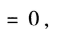 = 0 ,